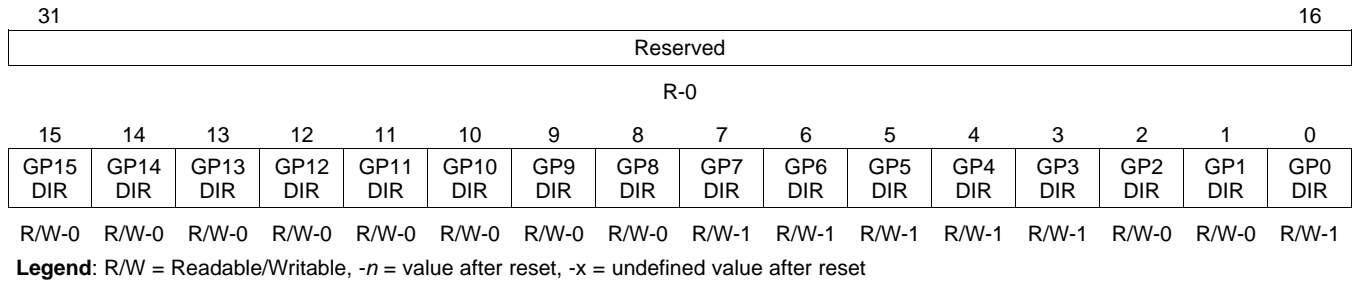 31 16
Reserved
R-0
15 14 13 12 11 10 9 8 7 6 5 4 3 2 1 0
GP15 GP14 GP13 GP12 GP11 GP10 GP9 GP8 GP7 GP6 GP5 GP4 GP3 GP2 GP1 GP0
DIR DIR DIR DIR DIR DIR DIR DIR DIR DIR DIR DIR DIR DIR DIR DIR
R/W-0 R/W-0 R/W-0 R/W-0 R/W-0 R/W-0 R/W-0 R/W-0 R/W-1 R/W-1 R/W-1 R/W-1 R/W-1 R/W-0 R/W-0 R/W-1
Legend: R/W = Readable/Writable, -n = value after reset, -x = undefined value after reset